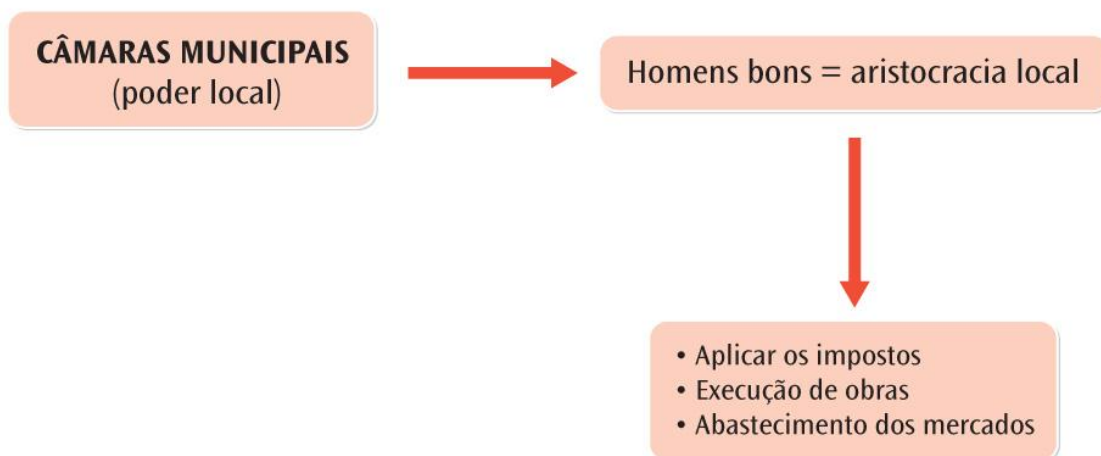 CÂMARAS MUNICIPAIS
(poder local)
Homens bons = aristocracia local
• Aplicar os impostos
• Execução de obras
• Abastecimento dos mercados